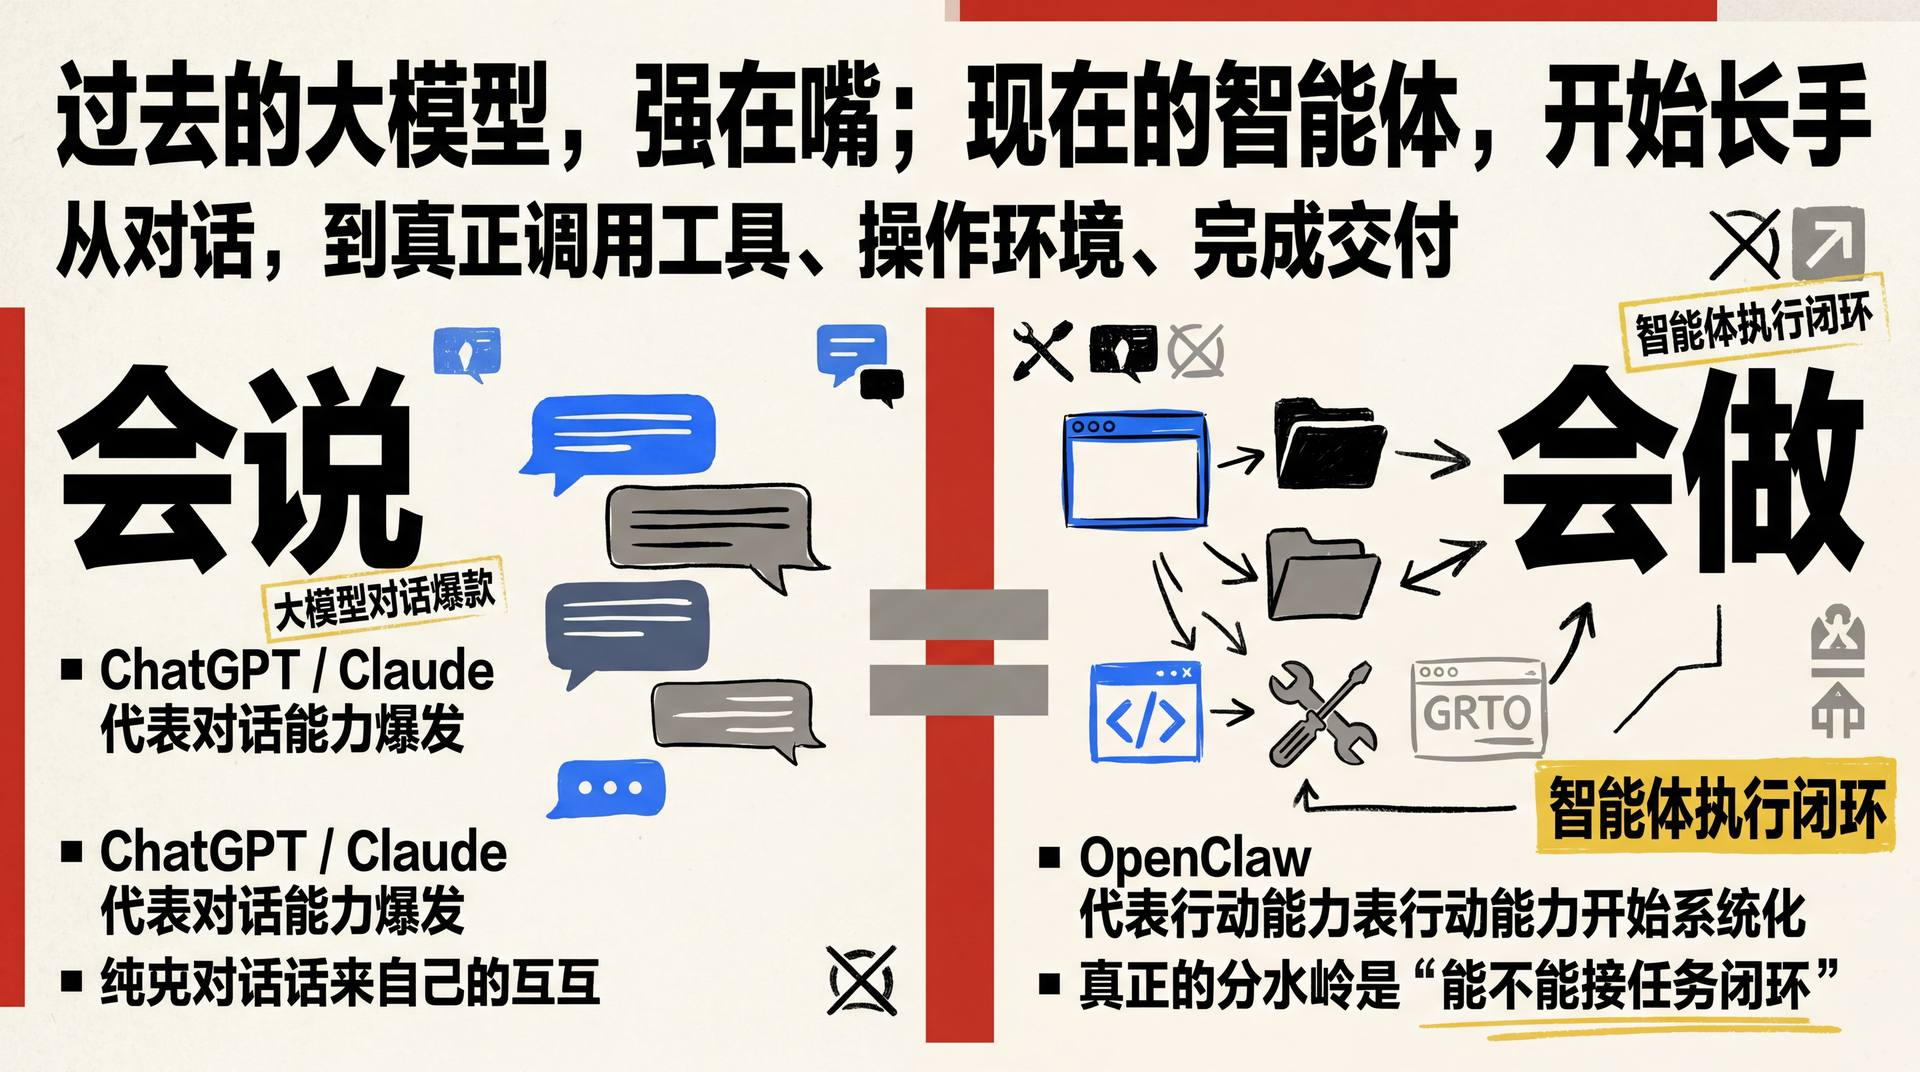 过去的大模型，强在嘴；现在的智能体，开始长手
从对话，到真正调用工具、操作环境、完成交付
会说
大模型对话爆款
■ ChatGPT / Claude
代表对话能力爆发
■ ChatGPT / Claude
代表对话能力爆发
■ 纯对话话来自己的互互
智能体执行闭环
会做
</>
GRTO
智能体执行闭环
■ OpenClaw
代表行动能力表行动能力开始系统化
■ 真正的分水岭是“能不能接任务闭环”